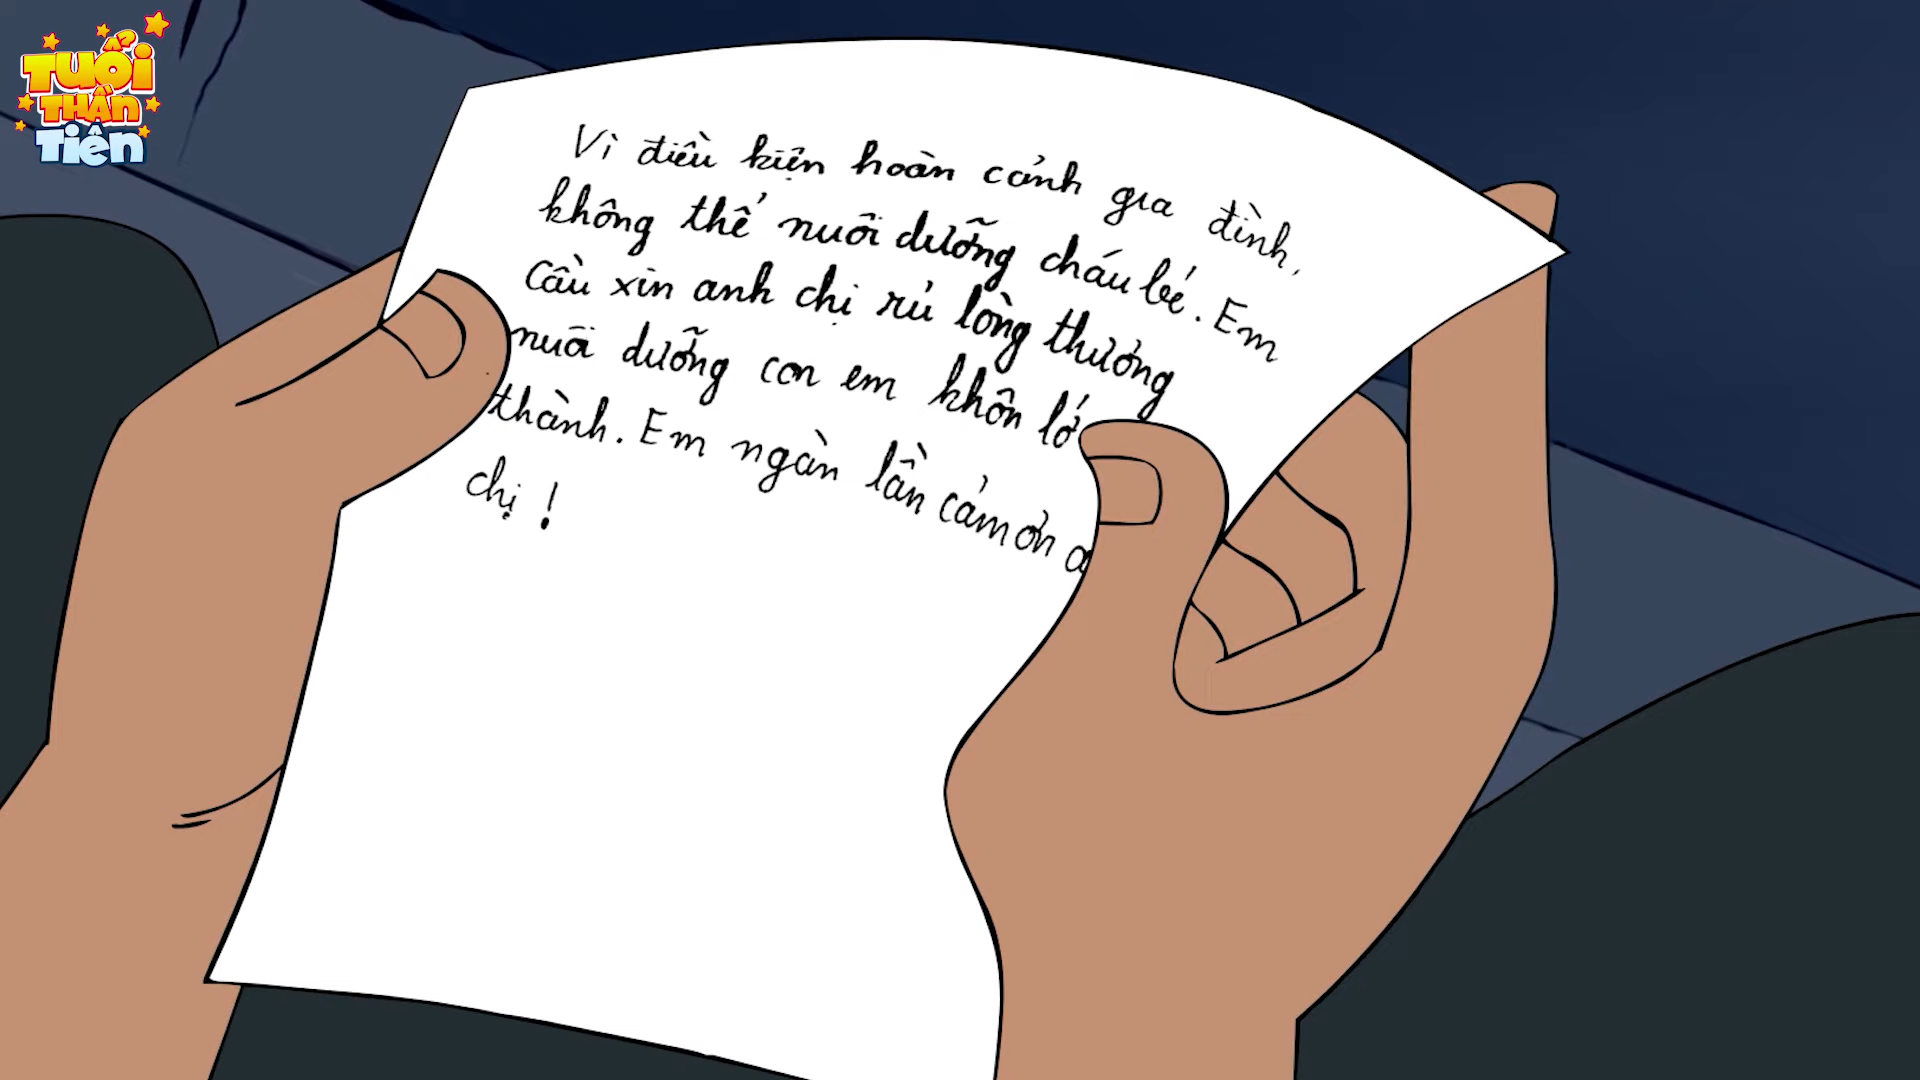 TUỔI
THẦN
TIÊN
Vì điều kiện hoàn cảnh gia đình,
không thể nuôi dưỡng cháu bé. Em
cầu xin anh chị rủ lòng thương
nuôi dưỡng con em khôn lớ
thành. Em ngàn lần cảm ơn a
chị !